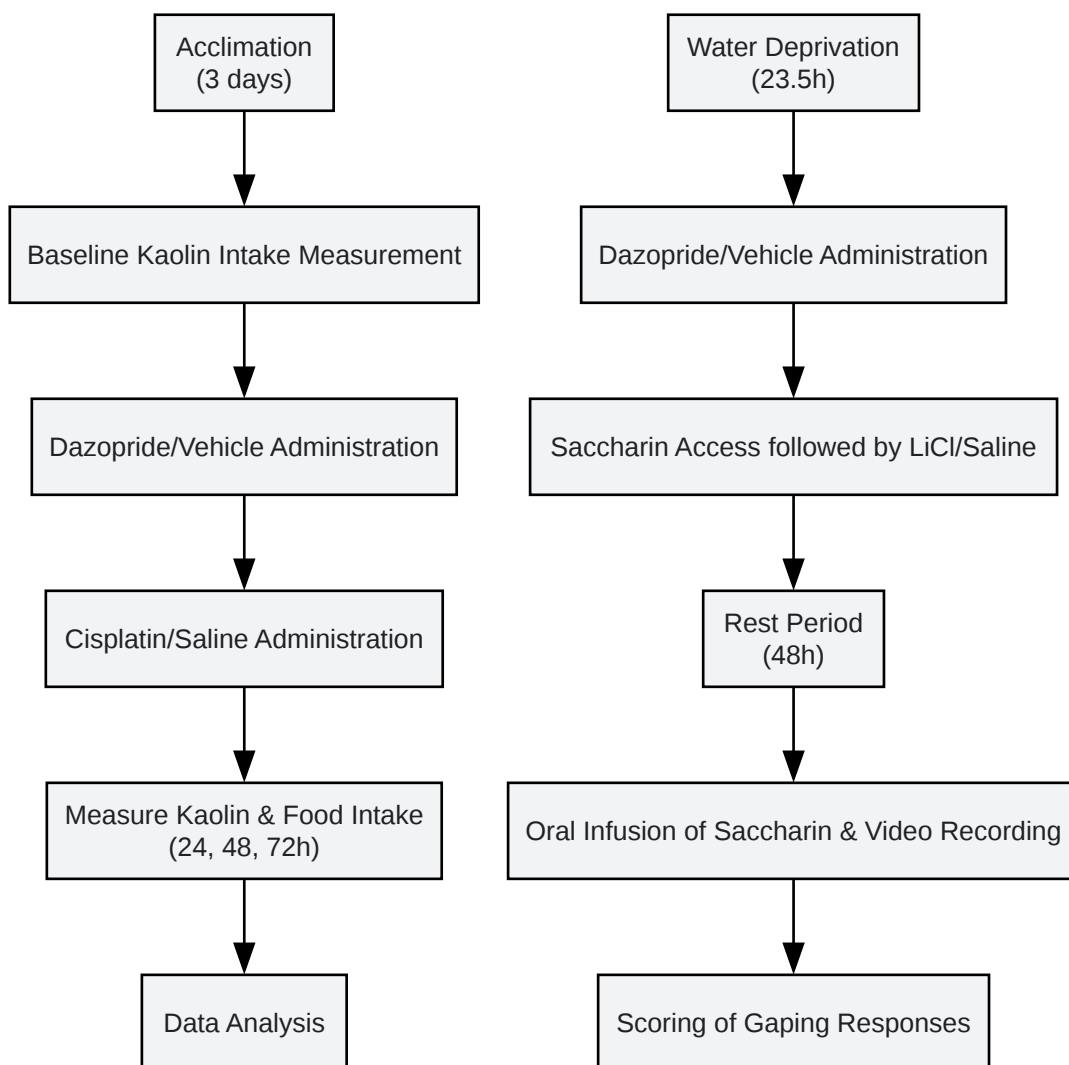 Acclimation
(3 days)
Baseline Kaolin Intake Measurement
Dazopride/Vehicle Administration
Cisplatin/Saline Administration
Measure Kaolin & Food Intake
(24, 48, 72h)
Data Analysis
Water Deprivation
(23.5h)
Dazopride/Vehicle Administration
Saccharin Access followed by LiCl/Saline
Rest Period
(48h)
Oral Infusion of Saccharin & Video Recording
Scoring of Gaping Responses